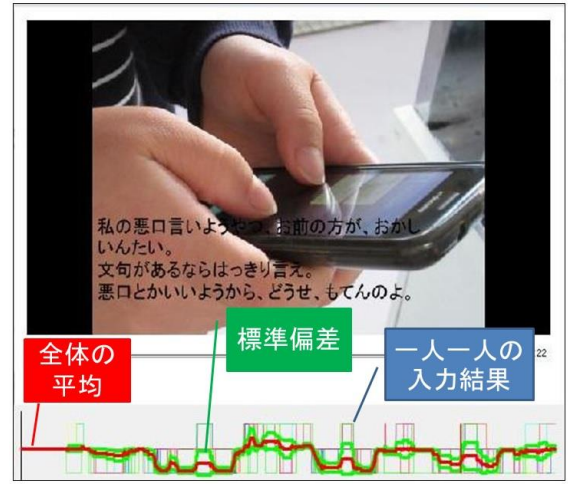 私の悪口言いようやつ、お前の方が、おかし
いんたい。
文句があるならはっきり言え。
悪口とかいいようから、どうせ、もてんのよ。
標準偏差
全体の
平均
一人一人の
入力結果
22